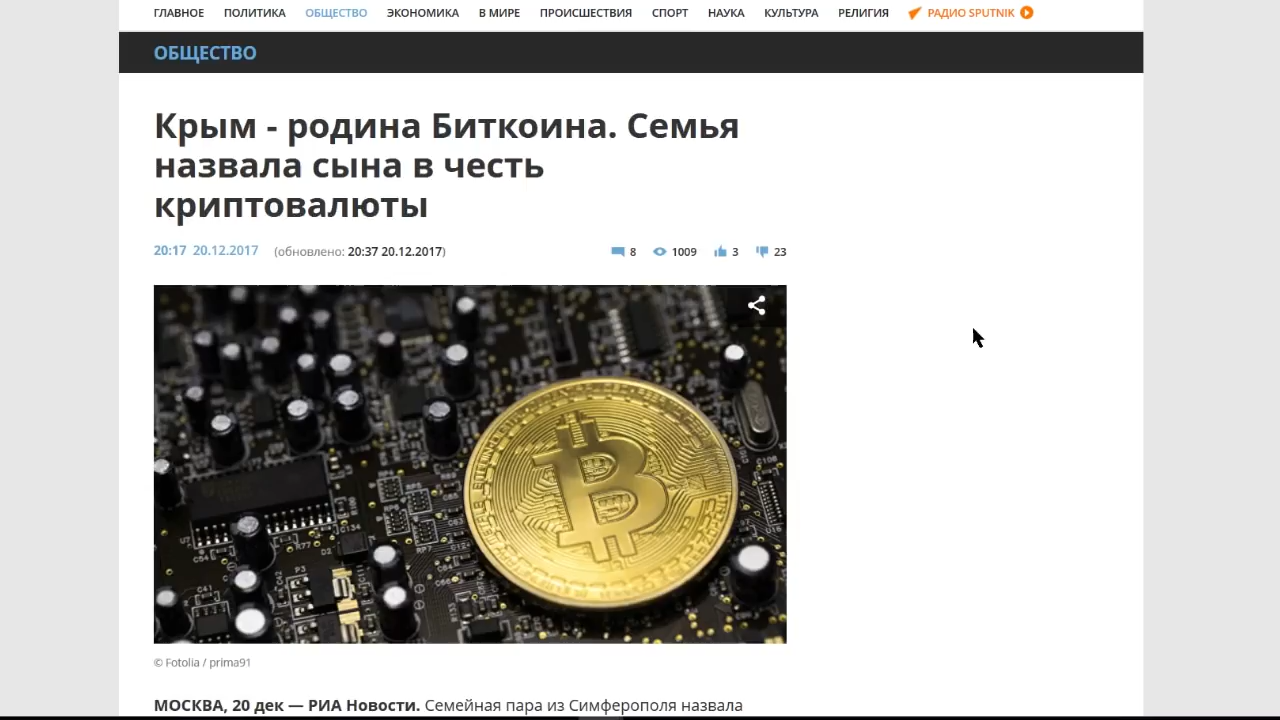 ГЛАВНОЕ ПОЛИТИКА ОБЩЕСТВО ЭКОНОМИКА В МИРЕ ПРОИСШЕСТВИЯ СПОРТ НАУКА КУЛЬТУРА РЕЛИГИЯ РАДИО SPUTNIK
ОБЩЕСТВО
Крым - родина Биткоина. Семья
назвала сына в честь
криптовалюты
20:17 20.12.2017 (обновлено: 20:37 20.12.2017) 8 1009 3 23
© Fotolia / prima91
МОСКВА, 20 дек — РИА Новости. Семейная пара из Симферополя назвала